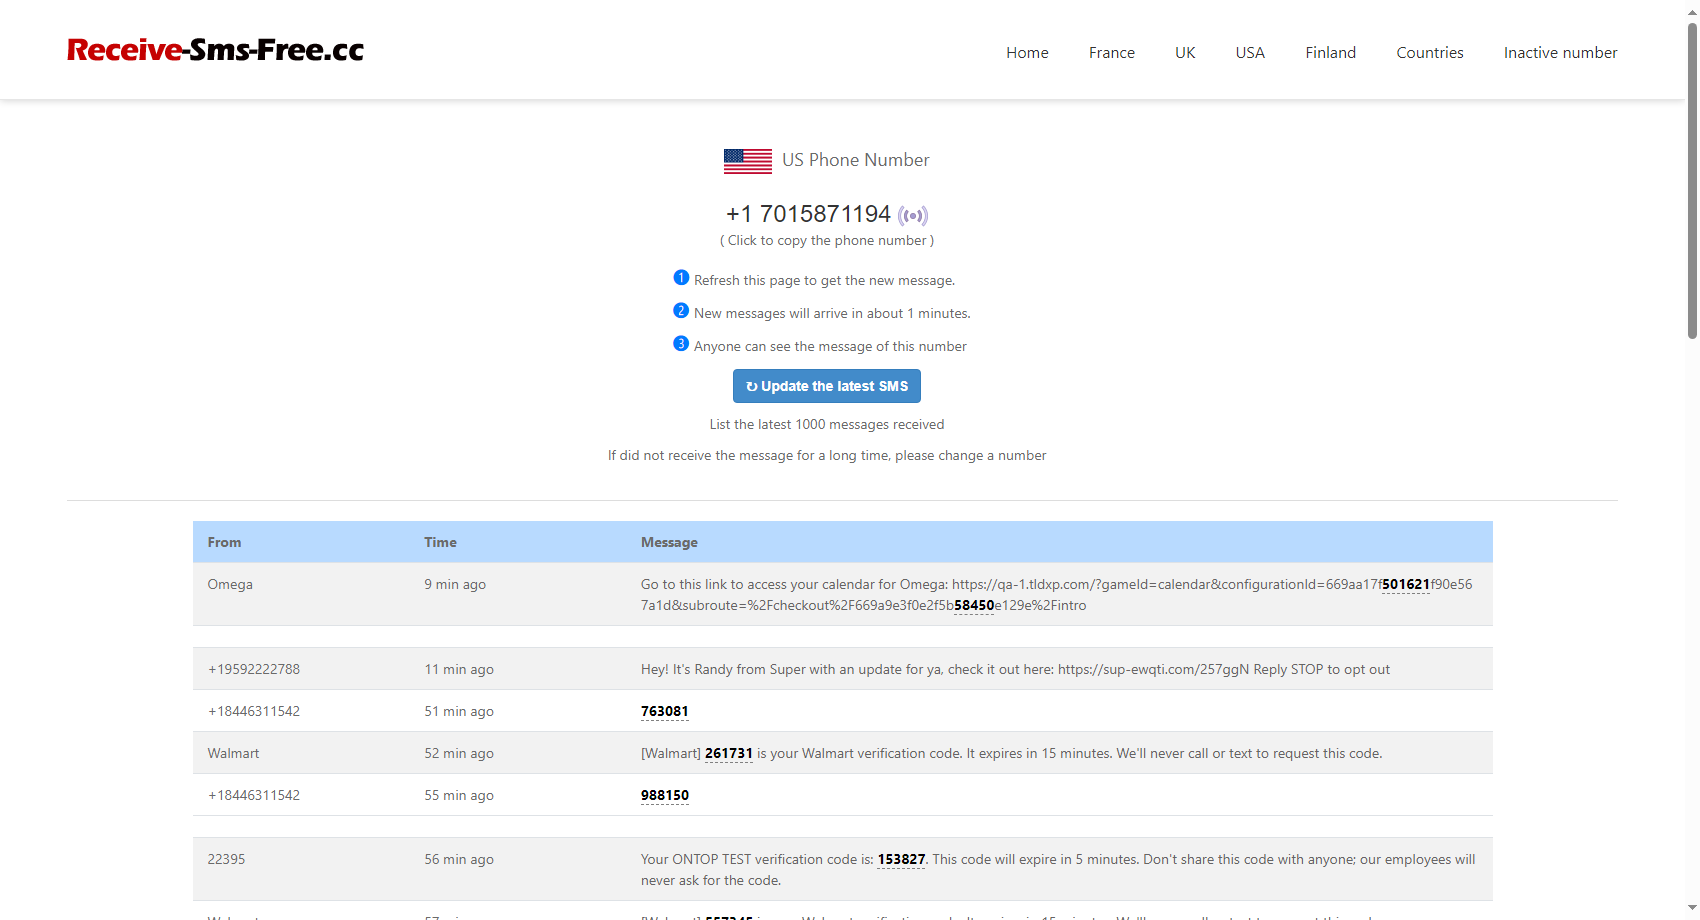 Receive-Sms-Free.cc
Home France UK USA Finland Countries Inactive number
US Phone Number
+1 7015871194
( Click to copy the phone number )
1 Refresh this page to get the new message.
2 New messages will arrive in about 1 minutes.
3 Anyone can see the message of this number
↻ Update the latest SMS
List the latest 1000 messages received
If did not receive the message for a long time, please change a number
From Time Message
Omega 9 min ago Go to this link to access your calendar for Omega: https://qa-1.tldxp.com/?gameId=calendar&configurationId=669aa17f501621f90e56
7a1d&subroute=%2Fcheckout%2F669a9e3f0e2f5b58450e129e%2Fintro
+19592222788 11 min ago Hey! It's Randy from Super with an update for ya, check it out here: https://sup-ewqti.com/257ggN Reply STOP to opt out
+18446311542 51 min ago 763081
Walmart 52 min ago [Walmart] 261731 is your Walmart verification code. It expires in 15 minutes. We'll never call or text to request this code.
+18446311542 55 min ago 988150
22395 56 min ago Your ONTOP TEST verification code is: 153827. This code will expire in 5 minutes. Don't share this code with anyone; our employees will
never ask for the code.